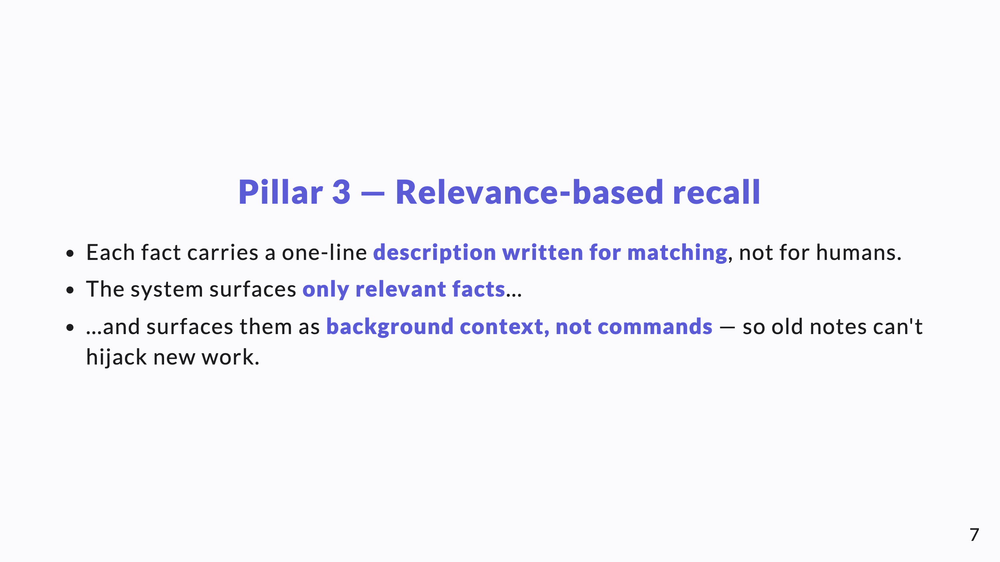 Pillar 3 — Relevance-based recall
• Each fact carries a one-line description written for matching, not for humans.
• The system surfaces only relevant facts…
• …and surfaces them as background context, not commands — so old notes can't
hijack new work.
7